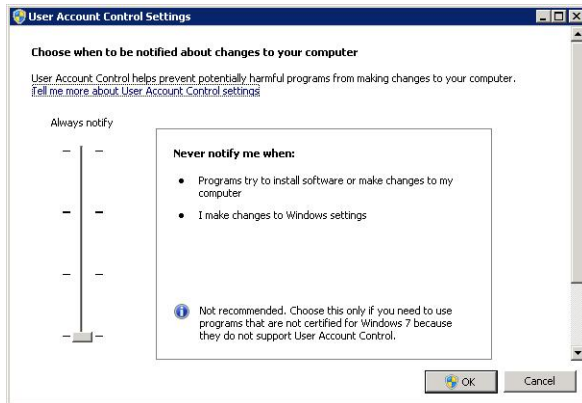 User Account Control Settings
Choose when to be notified about changes to your computer
User Account Control helps prevent potentially harmful programs from making changes to your computer.
Tell me more about User Account Control settings
Always notify
Never notify me when:
• Programs try to install software or make changes to my
computer
• I make changes to Windows settings
Not recommended. Choose this only if you need to use
programs that are not certified for Windows 7 because
they do not support User Account Control.
OK
Cancel